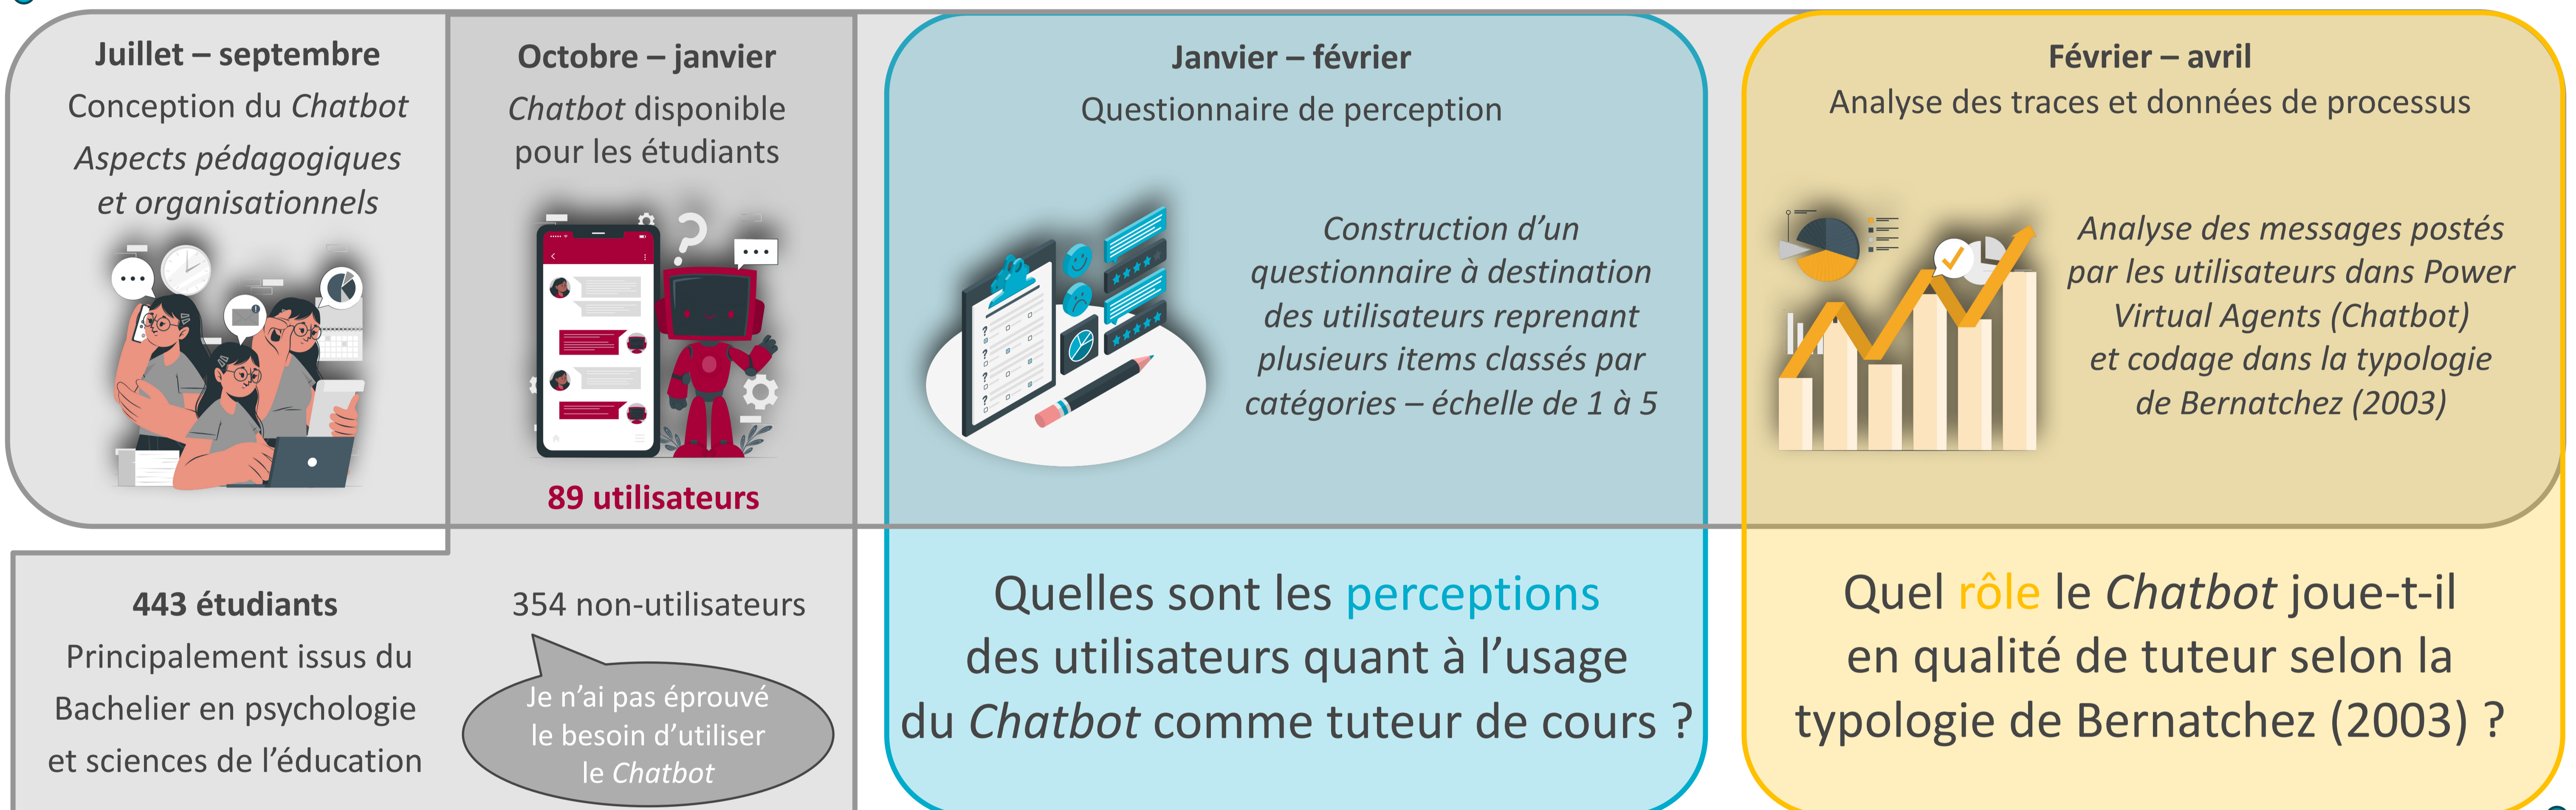 Juillet – septembre
Conception du Chatbot
Aspects pédagogiques
et organisationnels
Octobre – janvier
Chatbot disponible
pour les étudiants
89 utilisateurs
Janvier – février
Questionnaire de perception
Construction d’un
questionnaire à destination
des utilisateurs reprenant
plusieurs items classés par
catégories – échelle de 1 à 5
Février – avril
Analyse des traces et données de processus
Analyse des messages postés
par les utilisateurs dans Power
Virtual Agents (Chatbot)
et codage dans la typologie
de Bernatchez (2003)
443 étudiants
Principalement issus du
Bachelier en psychologie
et sciences de l’éducation
354 non-utilisateurs
Je n’ai pas éprouvé
le besoin d’utiliser
le Chatbot
Quelles sont les perceptions
des utilisateurs quant à l’usage
du Chatbot comme tuteur de cours ?
Quel rôle le Chatbot joue-t-il
en qualité de tuteur selon la
typologie de Bernatchez (2003) ?